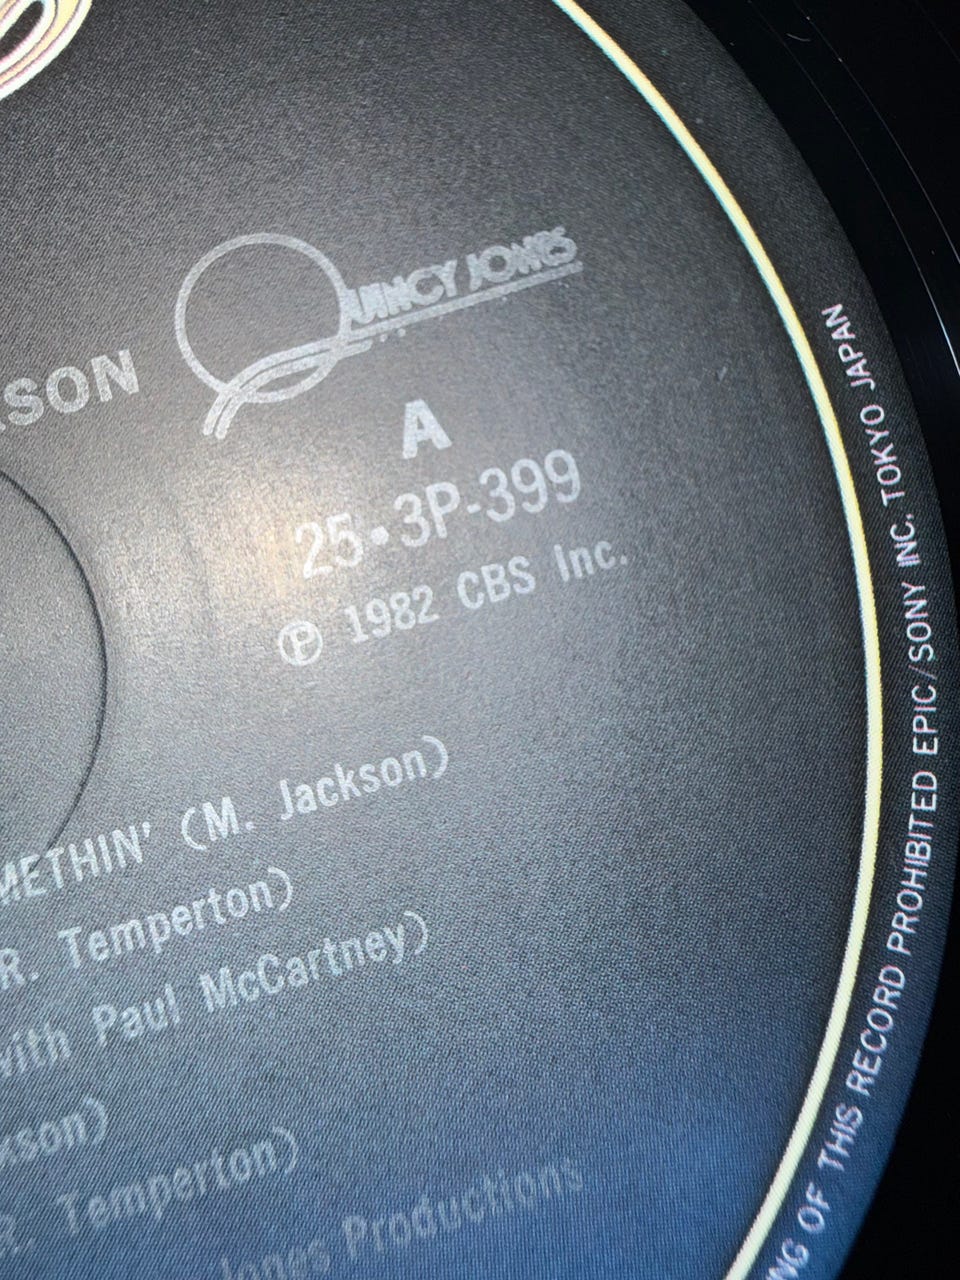 QUINCY JONES
SON
A
25•3P-399
Ⓟ 1982 CBS Inc.
METHIN' (M. Jackson)
R. Temperton)
with Paul McCartney)
kson)
R. Temperton)
Jones Productions
NG OF THIS RECORD PROHIBITED EPIC/SONY INC. TOKYO JAPAN